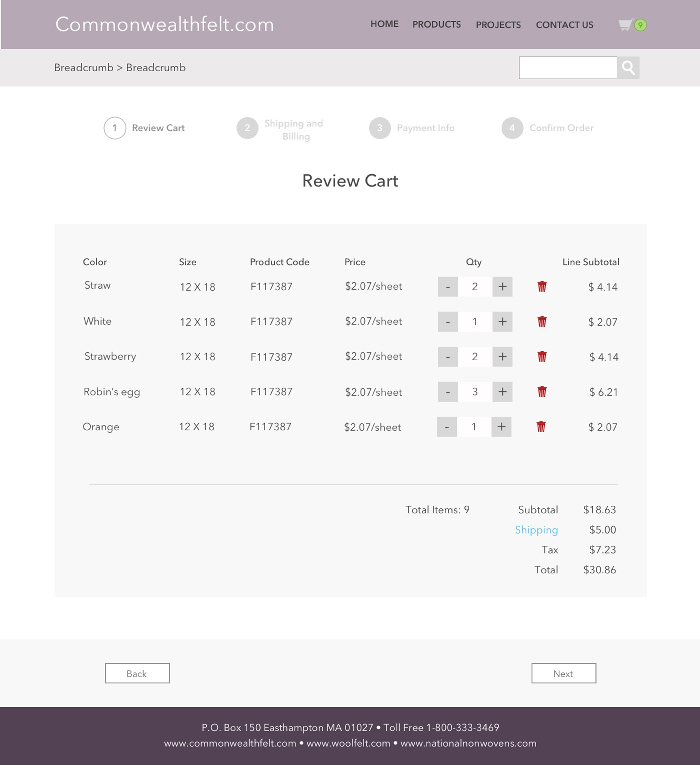 Commonwealthfelt.com HOME PRODUCTS PROJECTS CONTACT US 9
Breadcrumb > Breadcrumb
1 Review Cart 2 Shipping and Billing 3 Payment Info 4 Confirm Order
Review Cart
Color Size Product Code Price Qty Line Subtotal
Straw 12 X 18 F117387 $2.07/sheet - 2 + $ 4.14
White 12 X 18 F117387 $2.07/sheet - 1 + $ 2.07
Strawberry 12 X 18 F117387 $2.07/sheet - 2 + $ 4.14
Robin's egg 12 X 18 F117387 $2.07/sheet - 3 + $ 6.21
Orange 12 X 18 F117387 $2.07/sheet - 1 + $ 2.07
Total Items: 9 Subtotal $18.63
Shipping $5.00
Tax $7.23
Total $30.86
Back Next
P.O. Box 150 Easthampton MA 01027 • Toll Free 1-800-333-3469
www.commonwealthfelt.com • www.woolfelt.com • www.nationalnonwovens.com